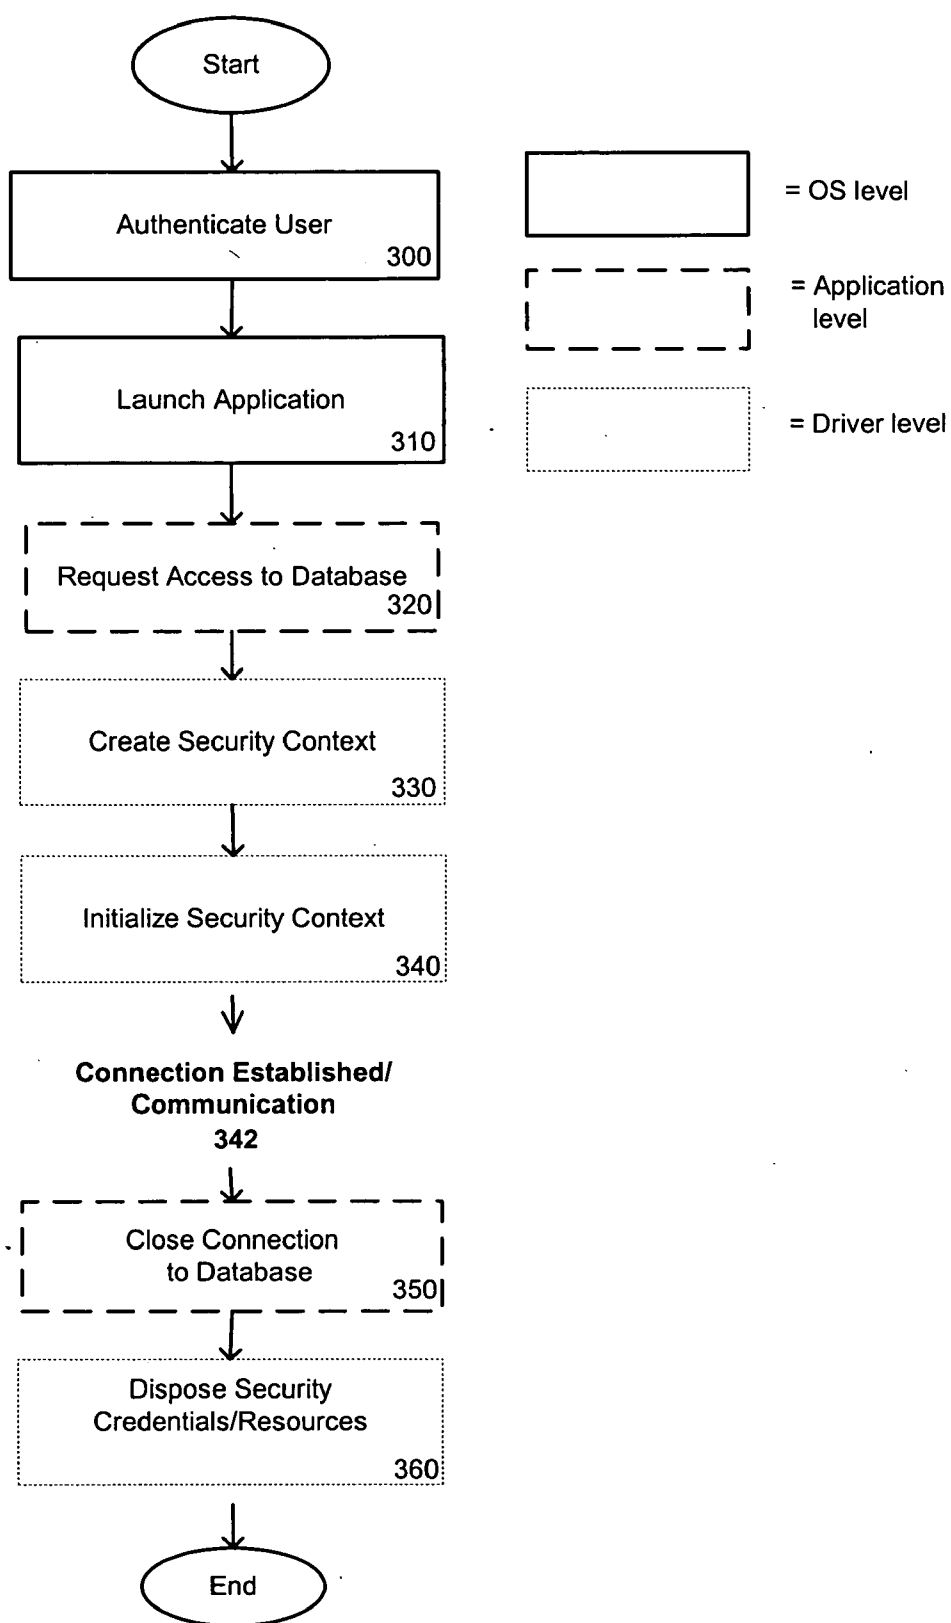 Start
Authenticate User
300
Launch Application
310
Request Access to Database
320
Create Security Context
330
Initialize Security Context
340
Connection Established/
Communication
342
Close Connection
to Database
350
Dispose Security
Credentials/Resources
360
End
= OS level
= Application
level
= Driver level